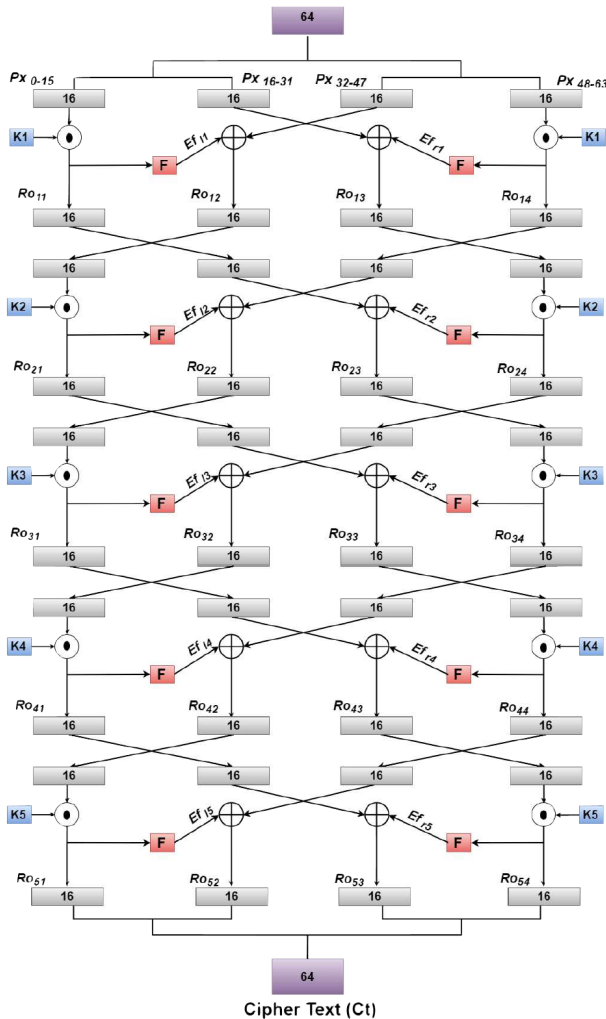 64
Px 0-15 Px 16-31 Px 32-47 Px 48-63
16 16 16 16
K1 Ef l1 Ef r1 K1
F F
Ro11 Ro12 Ro13 Ro14
16 16 16 16
16 16 16 16
K2 Ef l2 Ef r2 K2
F F
Ro21 Ro22 Ro23 Ro24
16 16 16 16
16 16 16 16
K3 Ef l3 Ef r3 K3
F F
Ro31 Ro32 Ro33 Ro34
16 16 16 16
16 16 16 16
K4 Ef l4 Ef r4 K4
F F
Ro41 Ro42 Ro43 Ro44
16 16 16 16
16 16 16 16
K5 Ef l5 Ef r5 K5
F F
Ro51 Ro52 Ro53 Ro54
16 16 16 16
64
Cipher Text (Ct)